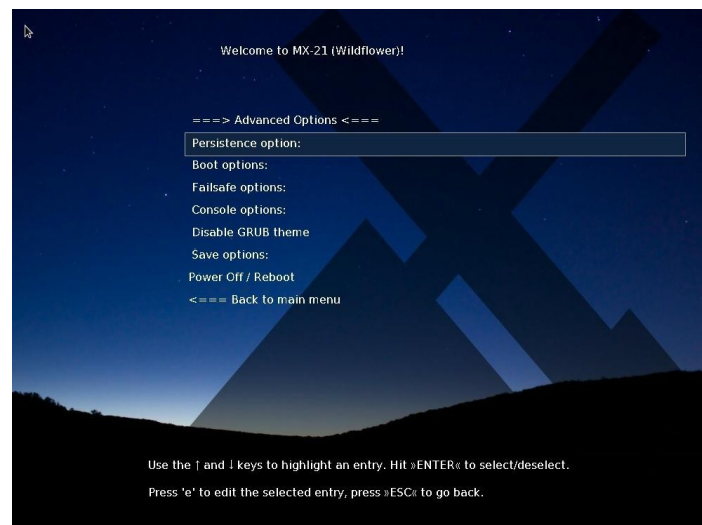 Welcome to MX-21 (Wildflower)!
===> Advanced Options <===
Persistence option:
Boot options:
Failsafe options:
Console options:
Disable GRUB theme
Save options:
Power Off / Reboot
<=== Back to main menu
Use the ↑ and ↓ keys to highlight an entry. Hit »ENTER« to select/deselect.
Press 'e' to edit the selected entry, press »ESC« to go back.